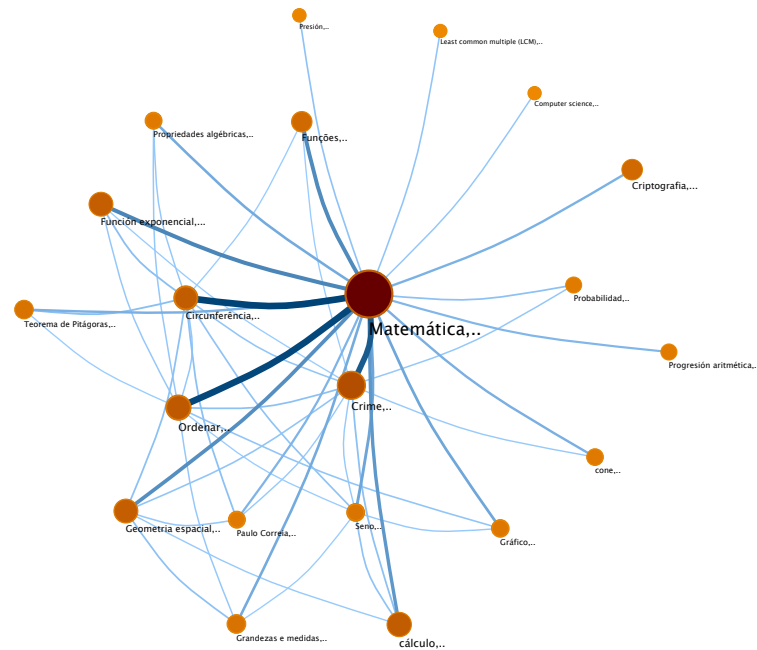 Presión,..
Least common multiple (LCM),..
Computer science,..
Propriedades algébricas,..
Funções,..
Criptografia,...
Función exponencial,...
Probabilidad,..
Circunferência,..
Teorema de Pitágoras,..
Matemática,..
Progresión aritmética,..
Crime,..
Ordenar,..
cone,..
Geometria espacial,..
Paulo Correia,..
Seno,..
Gráfico,..
Grandezas e medidas,..
cálculo,..